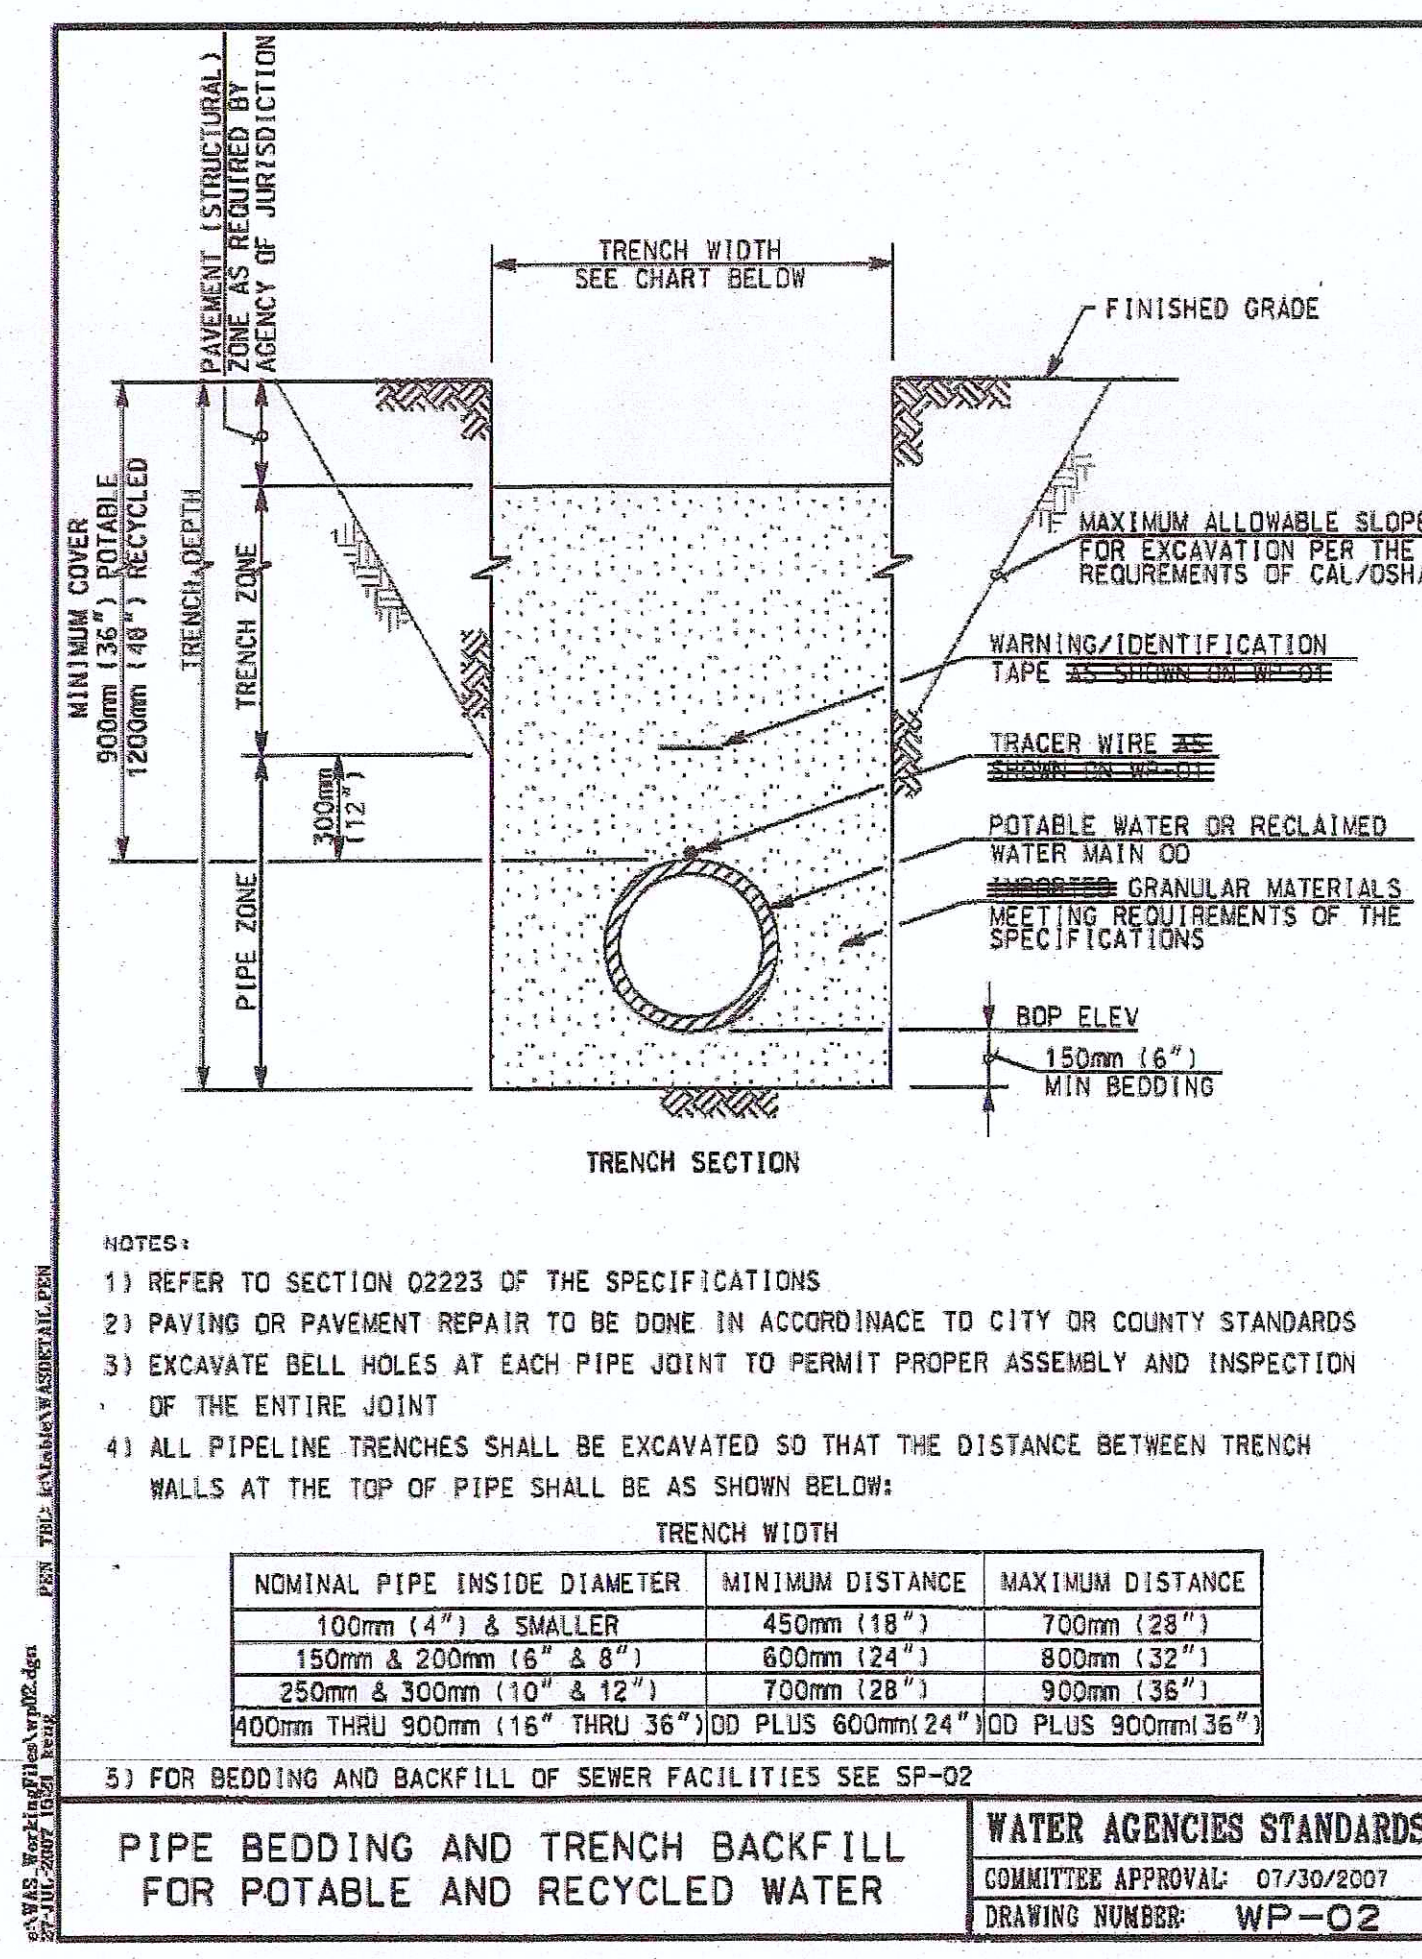 PAVEMENT (STRUCTURAL)
ZONE AS REQUIRED BY
AGENCY OF JURISDICTION
TRENCH WIDTH
SEE CHART BELOW
FINISHED GRADE
MINIMUM COVER
900mm (36") POTABLE
1200mm (40") RECYCLED
TRENCH DEPTH
TRENCH ZONE
MAXIMUM ALLOWABLE SLOPE
FOR EXCAVATION PER THE
REQUREMENTS OF CAL/OSHA
WARNING/IDENTIFICATION
TAPE AS SHOWN ON WP-01
TRACER WIRE AS
SHOWN ON WP-01
300mm
(12")
POTABLE WATER OR RECLAIMED
WATER MAIN OD
IMPORTED GRANULAR MATERIALS
MEETING REQUIREMENTS OF THE
SPECIFICATIONS
PIPE ZONE
BOP ELEV
150mm (6")
MIN BEDDING
TRENCH SECTION
NOTES:
1) REFER TO SECTION 02223 OF THE SPECIFICATIONS
2) PAVING OR PAVEMENT REPAIR TO BE DONE IN ACCORDINACE TO CITY OR COUNTY STANDARDS
3) EXCAVATE BELL HOLES AT EACH PIPE JOINT TO PERMIT PROPER ASSEMBLY AND INSPECTION
OF THE ENTIRE JOINT
4) ALL PIPELINE TRENCHES SHALL BE EXCAVATED SO THAT THE DISTANCE BETWEEN TRENCH
WALLS AT THE TOP OF PIPE SHALL BE AS SHOWN BELOW:
TRENCH WIDTH
NOMINAL PIPE INSIDE DIAMETER MINIMUM DISTANCE MAXIMUM DISTANCE
100mm (4") & SMALLER 450mm (18") 700mm (28")
150mm & 200mm (6" & 8") 600mm (24") 800mm (32")
250mm & 300mm (10" & 12") 700mm (28") 900mm (36")
400mm THRU 900mm (16" THRU 36") OD PLUS 600mm(24") OD PLUS 900mm(36")
5) FOR BEDDING AND BACKFILL OF SEWER FACILITIES SEE SP-02
PIPE BEDDING AND TRENCH BACKFILL
FOR POTABLE AND RECYCLED WATER
WATER AGENCIES STANDARDS
COMMITTEE APPROVAL: 07/30/2007
DRAWING NUMBER: WP-02
27-JUL-2007
PEN TBL>